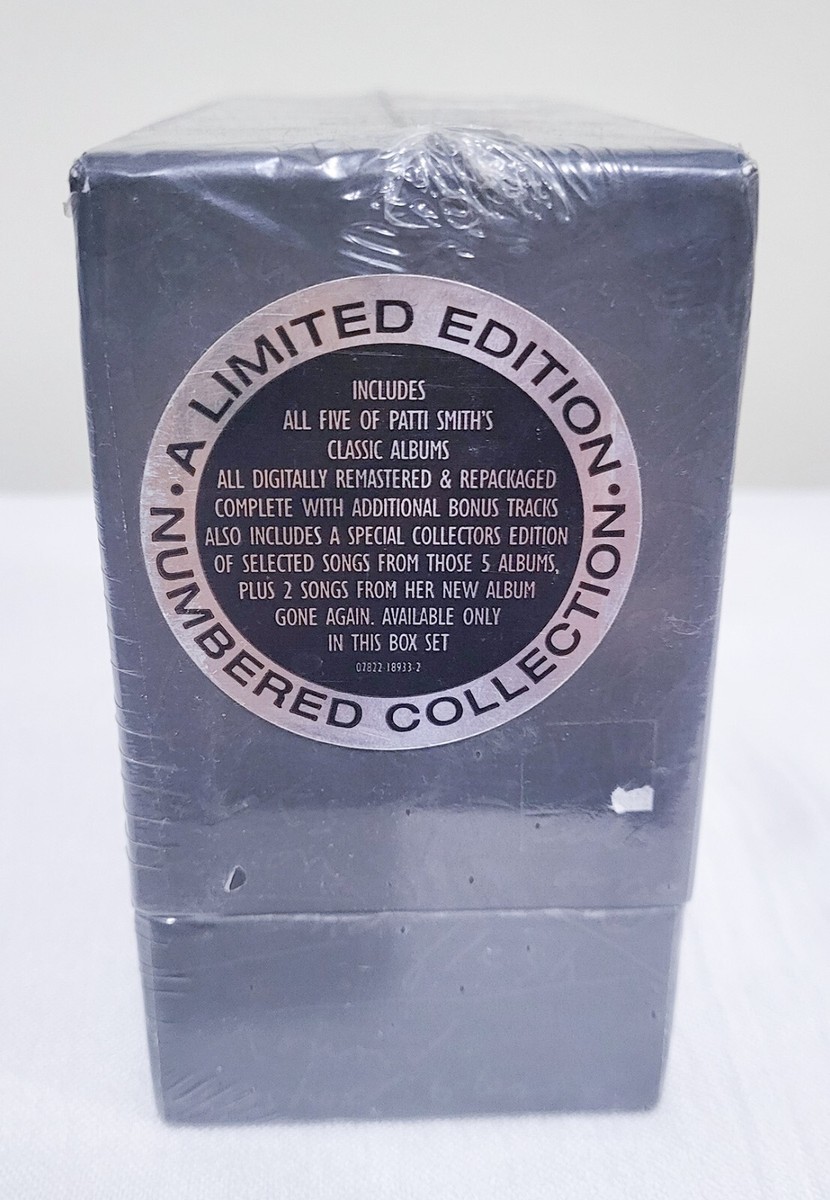 · A LIMITED EDITION ·
INCLUDES
ALL FIVE OF PATTI SMITH'S
CLASSIC ALBUMS
ALL DIGITALLY REMASTERED & REPACKAGED
COMPLETE WITH ADDITIONAL BONUS TRACKS
ALSO INCLUDES A SPECIAL COLLECTORS EDITION
OF SELECTED SONGS FROM THOSE 5 ALBUMS,
PLUS 2 SONGS FROM HER NEW ALBUM
GONE AGAIN. AVAILABLE ONLY
IN THIS BOX SET
07822 18933-2
NUMBERED COLLECTION